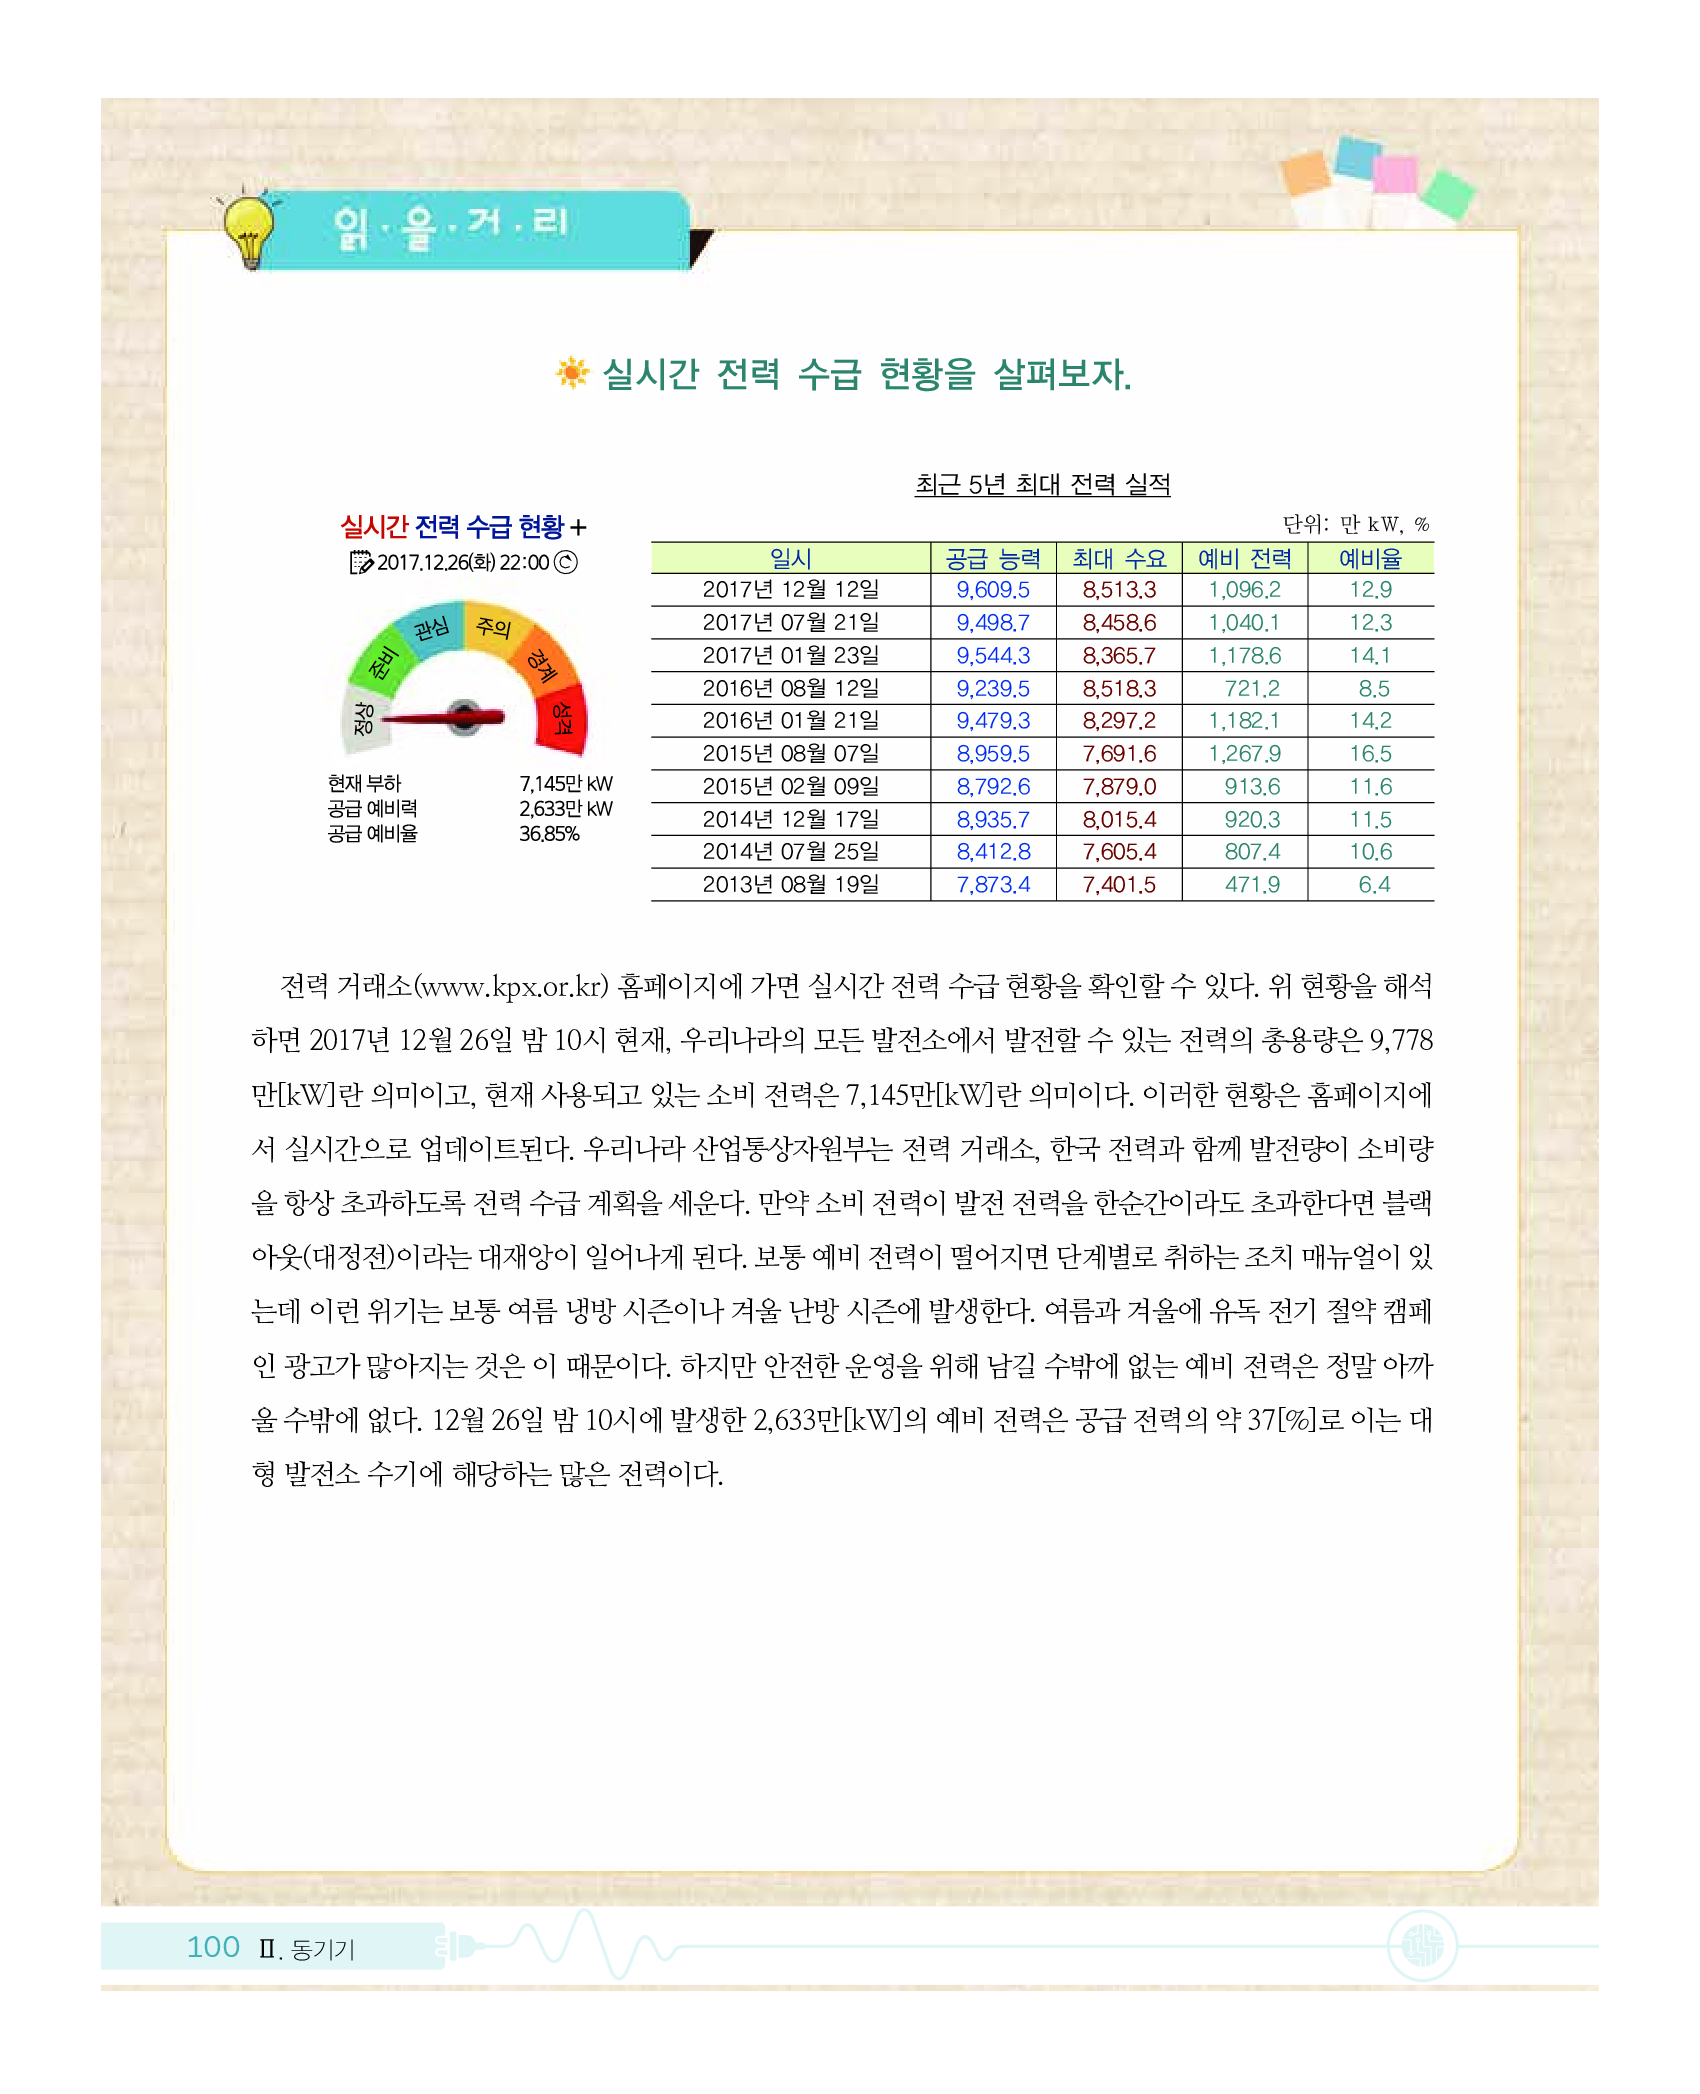 읽·을·거·리
실시간 전력 수급 현황을 살펴보자.
실시간 전력 수급 현황 +
2017.12.26(화) 22:00
정상 준비 관심 주의 경계 심각
현재 부하 7,145만 kW
공급 예비력 2,633만 kW
공급 예비율 36.85%
최근 5년 최대 전력 실적
단위: 만 kW, %
일시 공급 능력 최대 수요 예비 전력 예비율
2017년 12월 12일 9,609.5 8,513.3 1,096.2 12.9
2017년 07월 21일 9,498.7 8,458.6 1,040.1 12.3
2017년 01월 23일 9,544.3 8,365.7 1,178.6 14.1
2016년 08월 12일 9,239.5 8,518.3 721.2 8.5
2016년 01월 21일 9,479.3 8,297.2 1,182.1 14.2
2015년 08월 07일 8,959.5 7,691.6 1,267.9 16.5
2015년 02월 09일 8,792.6 7,879.0 913.6 11.6
2014년 12월 17일 8,935.7 8,015.4 920.3 11.5
2014년 07월 25일 8,412.8 7,605.4 807.4 10.6
2013년 08월 19일 7,873.4 7,401.5 471.9 6.4
전력 거래소(www.kpx.or.kr) 홈페이지에 가면 실시간 전력 수급 현황을 확인할 수 있다. 위 현황을 해석
하면 2017년 12월 26일 밤 10시 현재, 우리나라의 모든 발전소에서 발전할 수 있는 전력의 총용량은 9,778
만[kW]란 의미이고, 현재 사용되고 있는 소비 전력은 7,145만[kW]란 의미이다. 이러한 현황은 홈페이지에
서 실시간으로 업데이트된다. 우리나라 산업통상자원부는 전력 거래소, 한국 전력과 함께 발전량이 소비량
을 항상 초과하도록 전력 수급 계획을 세운다. 만약 소비 전력이 발전 전력을 한순간이라도 초과한다면 블랙
아웃(대정전)이라는 대재앙이 일어나게 된다. 보통 예비 전력이 떨어지면 단계별로 취하는 조치 매뉴얼이 있
는데 이런 위기는 보통 여름 냉방 시즌이나 겨울 난방 시즌에 발생한다. 여름과 겨울에 유독 전기 절약 캠페
인 광고가 많아지는 것은 이 때문이다. 하지만 안전한 운영을 위해 남길 수밖에 없는 예비 전력은 정말 아까
울 수밖에 없다. 12월 26일 밤 10시에 발생한 2,633만[kW]의 예비 전력은 공급 전력의 약 37[%]로 이는 대
형 발전소 수기에 해당하는 많은 전력이다.
100 Ⅱ. 동기기